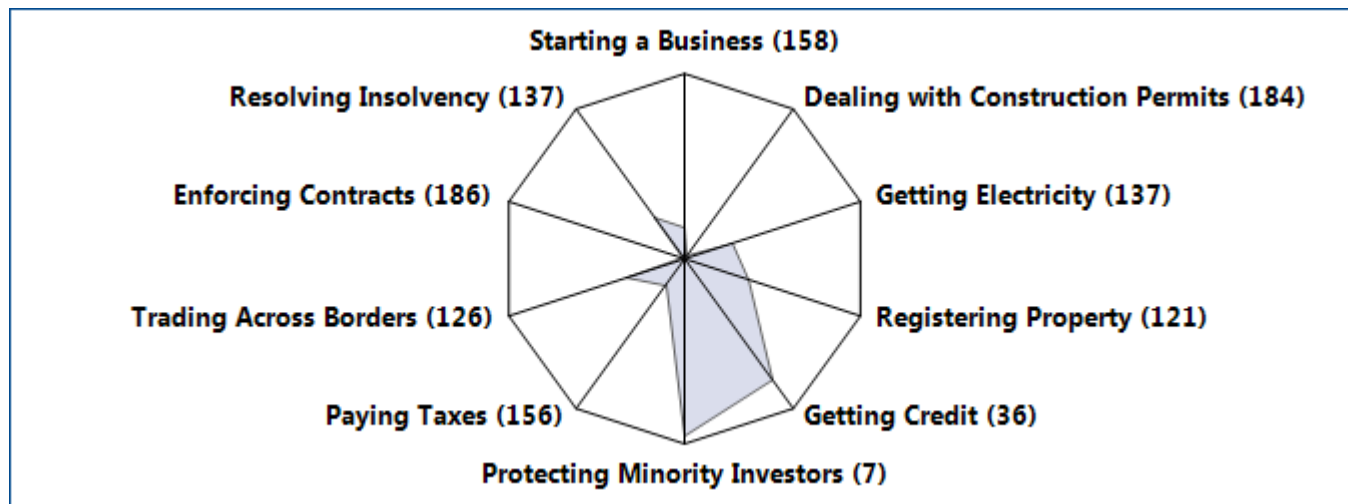 Starting a Business (158)
Resolving Insolvency (137)
Dealing with Construction Permits (184)
Enforcing Contracts (186)
Getting Electricity (137)
Trading Across Borders (126)
Registering Property (121)
Paying Taxes (156)
Getting Credit (36)
Protecting Minority Investors (7)